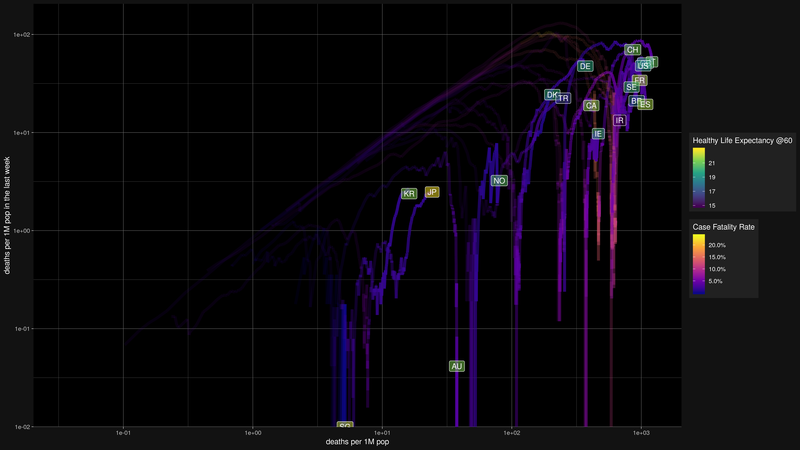 1e+02
1e+01
1e+00
1e-01
1e-02
deaths per 1M pop in the last week
CH
US
DE
FR
SE
DK
TR
ES
CA
IR
IE
NO
KR
JP
AU
SG
1e-01
1e+00
1e+01
1e+02
1e+03
deaths per 1M pop
Healthy Life Expectancy @60
21
19
17
15
Case Fatality Rate
20.0%
15.0%
10.0%
5.0%